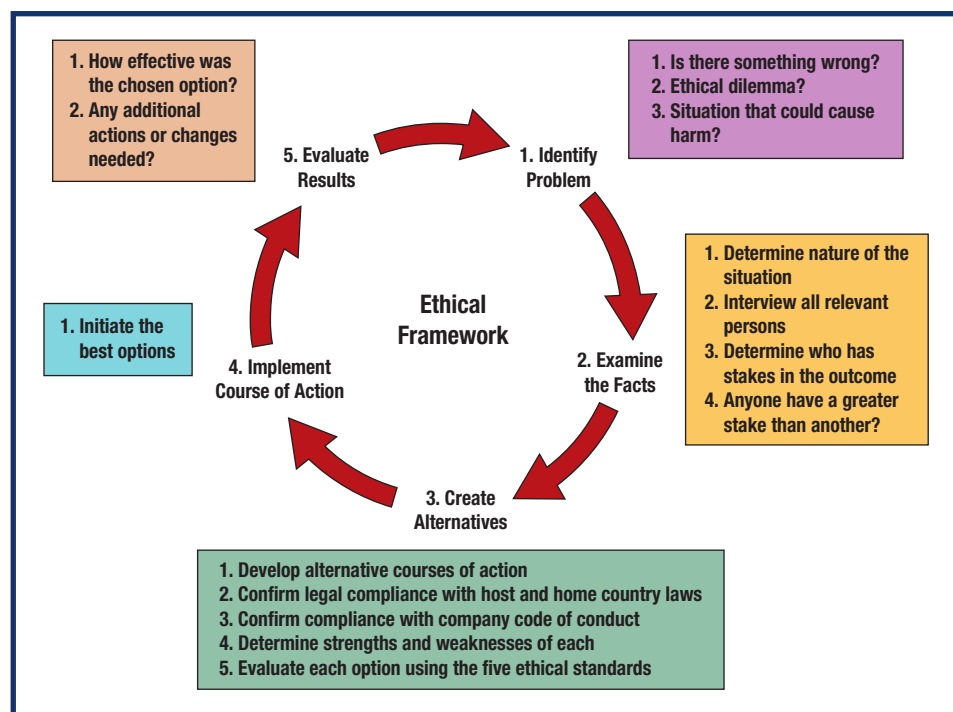 1. How effective was
the chosen option?
2. Any additional
actions or changes
needed?
1. Is there something wrong?
2. Ethical dilemma?
3. Situation that could cause
harm?
5. Evaluate
Results
1. Identify
Problem
1. Determine nature of the
situation
2. Interview all relevant
persons
3. Determine who has
stakes in the outcome
4. Anyone have a greater
stake than another?
Ethical
Framework
1. Initiate the
best options
4. Implement
Course of Action
2. Examine
the Facts
3. Create
Alternatives
1. Develop alternative courses of action
2. Confirm legal compliance with host and home country laws
3. Confirm compliance with company code of conduct
4. Determine strengths and weaknesses of each
5. Evaluate each option using the five ethical standards